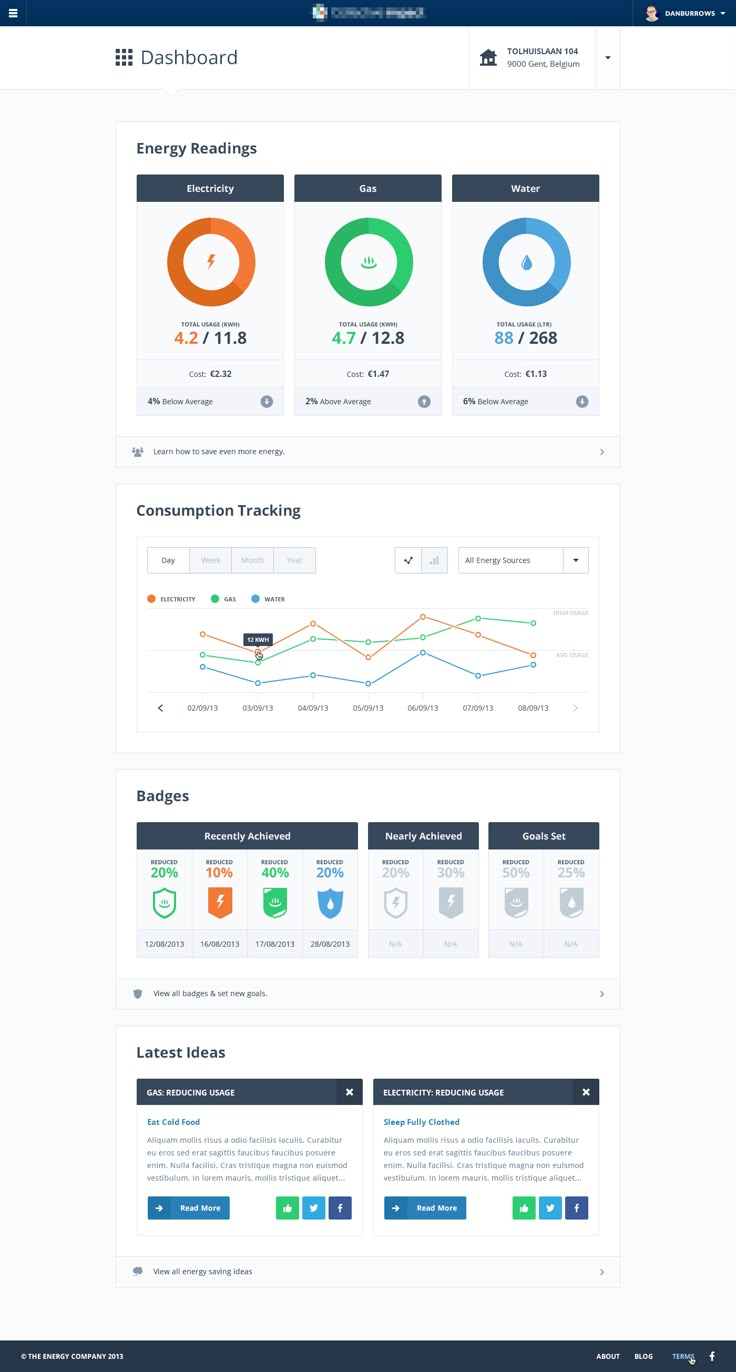 DANBURROWS
Dashboard
TOLHUISLAAN 104
9000 Gent, Belgium
Energy Readings
Electricity
TOTAL USAGE (KWH)
4.2 / 11.8
Cost: €2.32
4% Below Average
Gas
TOTAL USAGE (KWH)
4.7 / 12.8
Cost: €1.47
2% Above Average
Water
TOTAL USAGE (LTR)
88 / 268
Cost: €1.13
6% Below Average
Learn how to save even more energy.
Consumption Tracking
Day Week Month Year
All Energy Sources
ELECTRICITY GAS WATER
HIGH USAGE
12 KWH
AVG USAGE
02/09/13 03/09/13 04/09/13 05/09/13 06/09/13 07/09/13 08/09/13
Badges
Recently Achieved
REDUCED REDUCED REDUCED REDUCED
20% 10% 40% 20%
12/08/2013 16/08/2013 17/08/2013 28/08/2013
Nearly Achieved
REDUCED REDUCED
20% 30%
N/A N/A
Goals Set
REDUCED REDUCED
50% 25%
N/A N/A
View all badges & set new goals.
Latest Ideas
GAS: REDUCING USAGE
Eat Cold Food
Aliquam mollis risus a odio facilisis iaculis. Curabitur
eu eros sed erat sagittis faucibus faucibus posuere
enim. Nulla facilisi. Cras tristique magna non euismod
vestibulum. In lorem mauris, mollis tristique aliquet...
Read More
ELECTRICITY: REDUCING USAGE
Sleep Fully Clothed
Aliquam mollis risus a odio facilisis iaculis. Curabitur
eu eros sed erat sagittis faucibus faucibus posuere
enim. Nulla facilisi. Cras tristique magna non euismod
vestibulum. In lorem mauris, mollis tristique aliquet...
Read More
View all energy saving ideas
© THE ENERGY COMPANY 2013
ABOUT BLOG TERMS